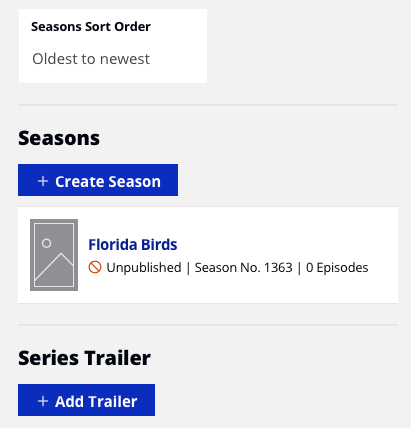 Seasons Sort Order
Oldest to newest
Seasons
+ Create Season
Florida Birds
Unpublished | Season No. 1363 | 0 Episodes
Series Trailer
+ Add Trailer